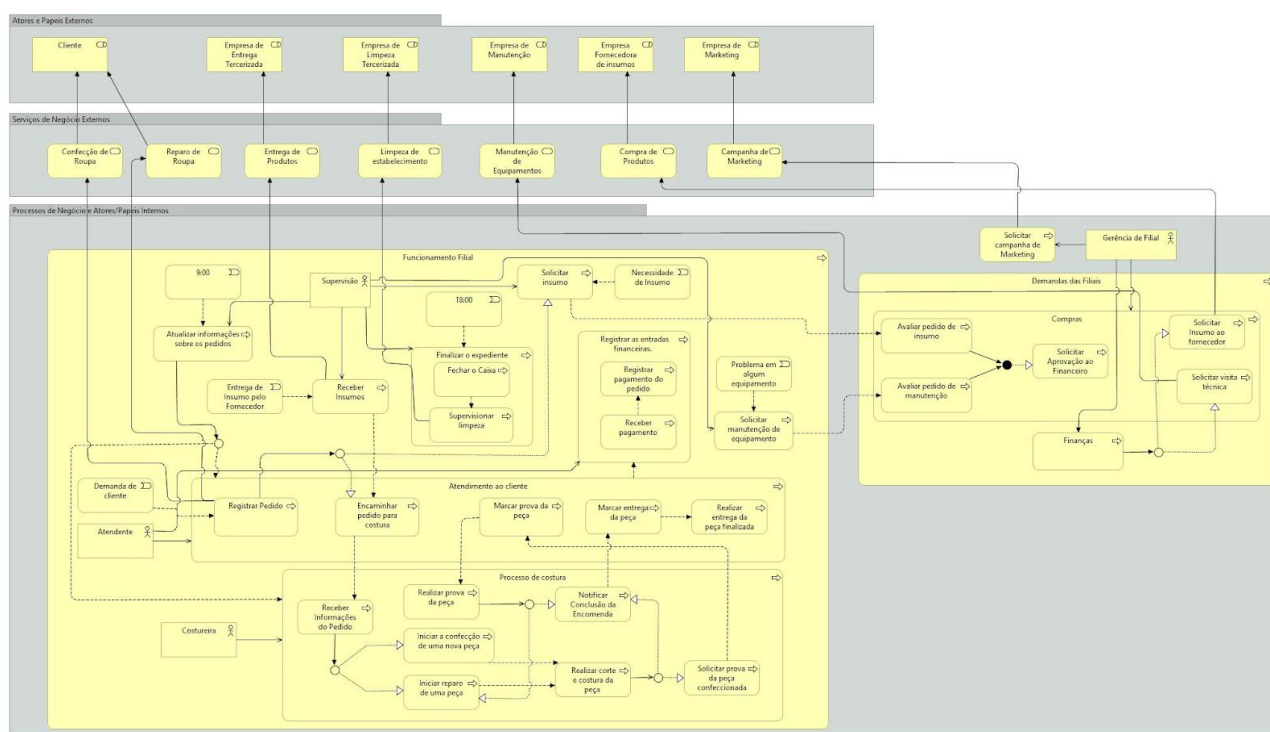 Atores e Papeis Externos
Cliente
Empresa de
Entrega
Tercerizada
Empresa de
Limpeza
Tercerizada
Empresa de
Manutenção
Empresa
Fornecedora
de insumos
Empresa de
Marketing
Serviços de Negócio Externos
Confecção de
Roupa
Reparo de
Roupa
Entrega de
Produtos
Limpeza de
estabelecimento
Manutenção
de
Equipamentos
Compra de
Produtos
Campanha de
Marketing
Processos de Negócio e Atores/Papeis Internos
Solicitar
campanha de
Marketing
Gerência de Filial
Funcionamento Filial
9:00
Supervisão
Solicitar
insumo
Necessidade
de Insumo
18:00
Atualizar informações
sobre os pedidos
Finalizar o expediente
Fechar o Caixa
Supervisionar
limpeza
Entrega de
Insumo pelo
Fornecedor
Receber
Insumos
Registrar as entradas
financeiras.
Registrar
pagamento do
pedido
Receber
pagamento
Problema em
algum
equipamento
Solicitar
manutenção de
equipamento
Demandas das Filiais
Compras
Avaliar pedido de
insumo
Avaliar pedido de
manutenção
Solicitar
Aprovação ao
Financeiro
Solicitar
Insumo ao
fornecedor
Solicitar visita
técnica
Finanças
Demanda de
cliente
Atendente
Atendimento ao cliente
Registrar Pedido
Encaminhar
pedido para
costura
Marcar prova da
peça
Marcar entrega
da peça
Realizar
entrega da
peça finalizada
Costureira
Processo de costura
Receber
Informações
do Pedido
Realizar prova
da peça
Notificar
Conclusão da
Encomenda
Iniciar a confecção
de uma nova peça
Iniciar reparo
de uma peça
Realizar corte
e costura da
peça
Solicitar prova
da peça
confeccionada